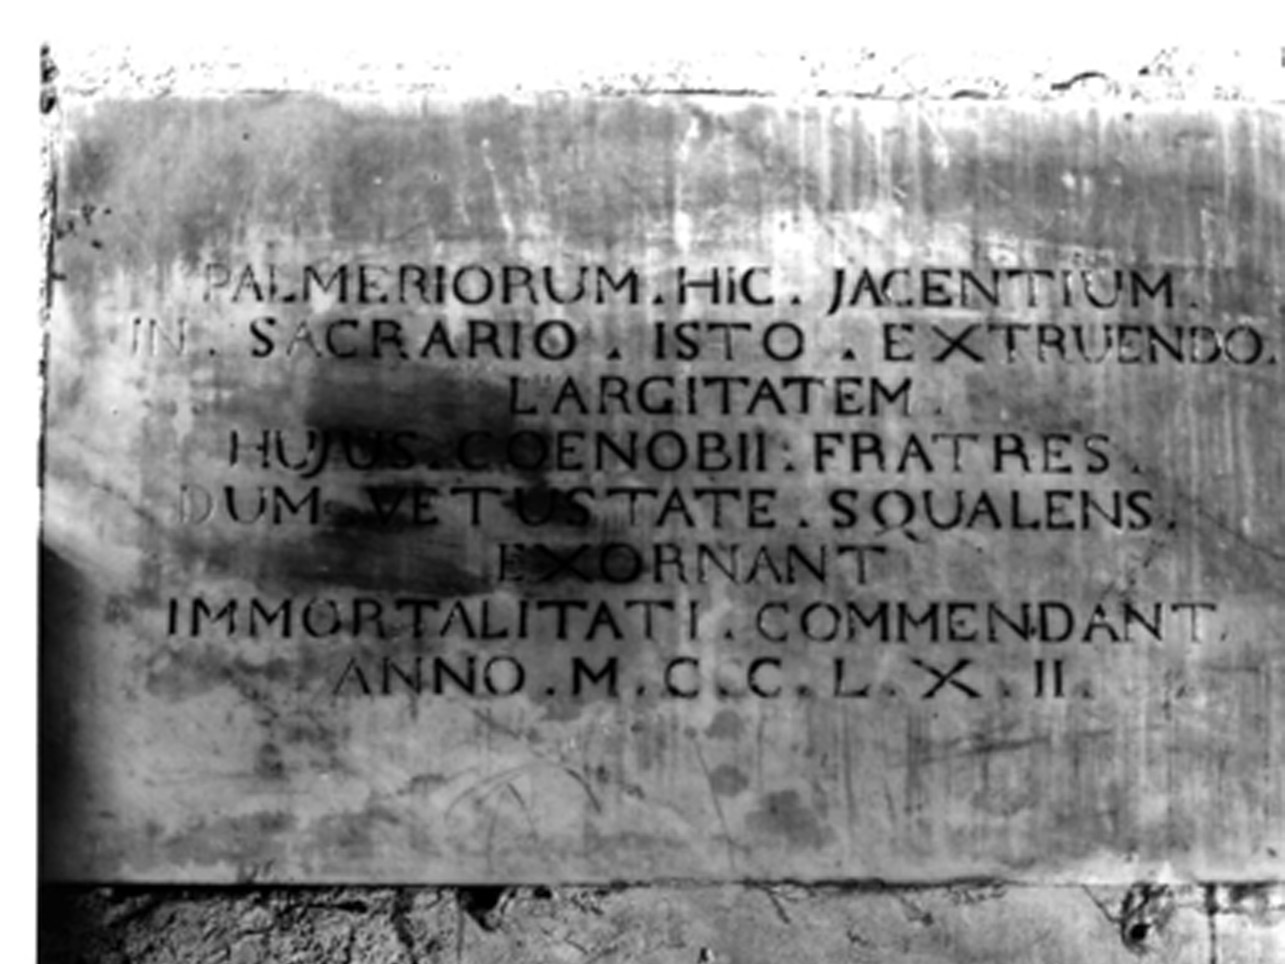 PALMERIORUM . HIC . JACENTIUM .
IN . SACRARIO . ISTO . EXTRUENDO .
LARGITATEM .
HUJUS . COENOBII : FRATRES .
DUM VETUSTATE . SQUALENS .
EXORNANT
IMMORTALITATI . COMMENDANT .
ANNO . M . C . C . L . X . II .